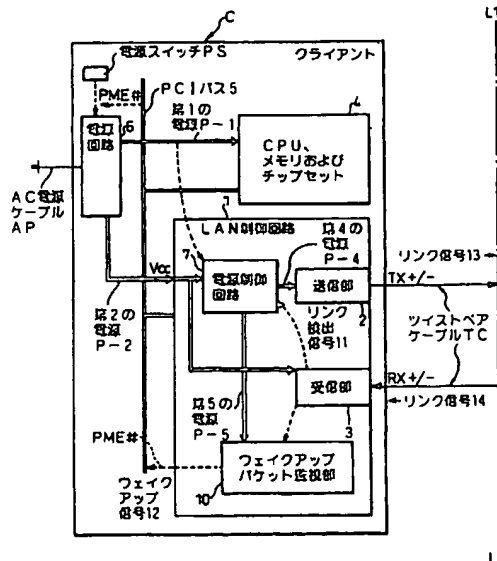 C
L1
電源スイッチPS
クライアント
PCIバス5
PME#
第1の
電源P-1
6
電源
回路
4
CPU、
メモリおよび
チップセット
AC電源
ケーブル
AP
1
LAN制御回路
第4の
電源
P-4
リンク信号13
Vcc
7
電源制御
回路
送信部
TX+/-
2
第2の
電源
P-2
リンク
検出
信号11
ツイストペア
ケーブルTC
受信部
RX+/-
3
リンク信号14
第5の
電源
P-5
PME#
ウェイクアップ
パケット監視部
10
ウェイク
アップ
信号12